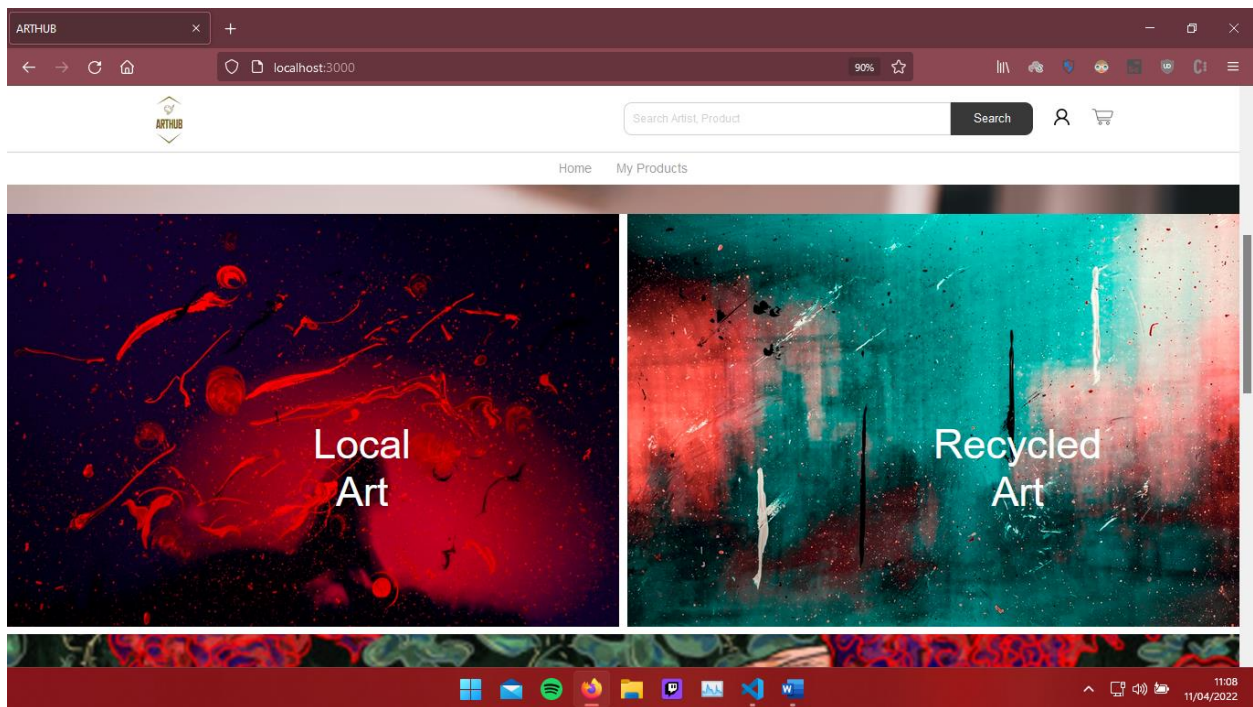 ARTHUB
localhost:3000
90%
ARTHUB
Search Artist, Product
Search
Home My Products
Local
Art
Recycled
Art
11:08
11/04/2022